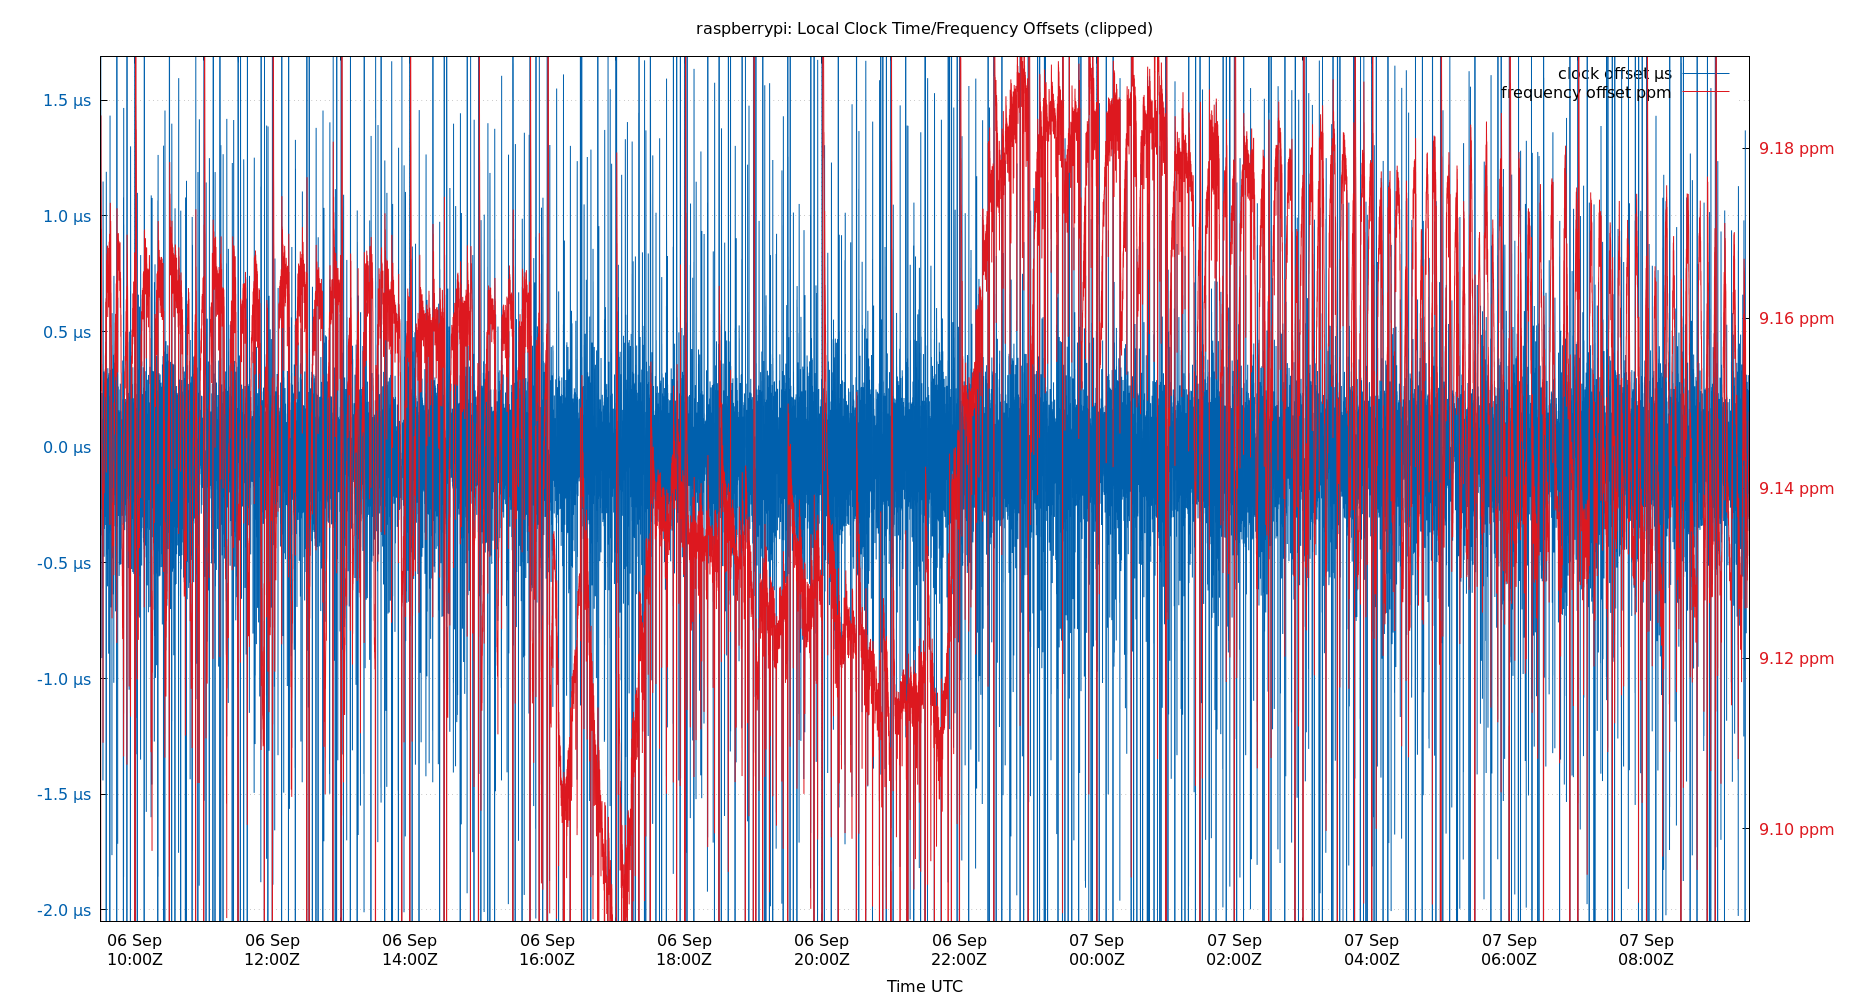 raspberrypi: Local Clock Time/Frequency Offsets (clipped)
clock offset µs
frequency offset ppm
1.5 µs
1.0 µs
0.5 µs
0.0 µs
-0.5 µs
-1.0 µs
-1.5 µs
-2.0 µs
9.18 ppm
9.16 ppm
9.14 ppm
9.12 ppm
9.10 ppm
06 Sep 06 Sep 06 Sep 06 Sep 06 Sep 06 Sep 06 Sep 07 Sep 07 Sep 07 Sep 07 Sep 07 Sep
10:00Z 12:00Z 14:00Z 16:00Z 18:00Z 20:00Z 22:00Z 00:00Z 02:00Z 04:00Z 06:00Z 08:00Z
Time UTC